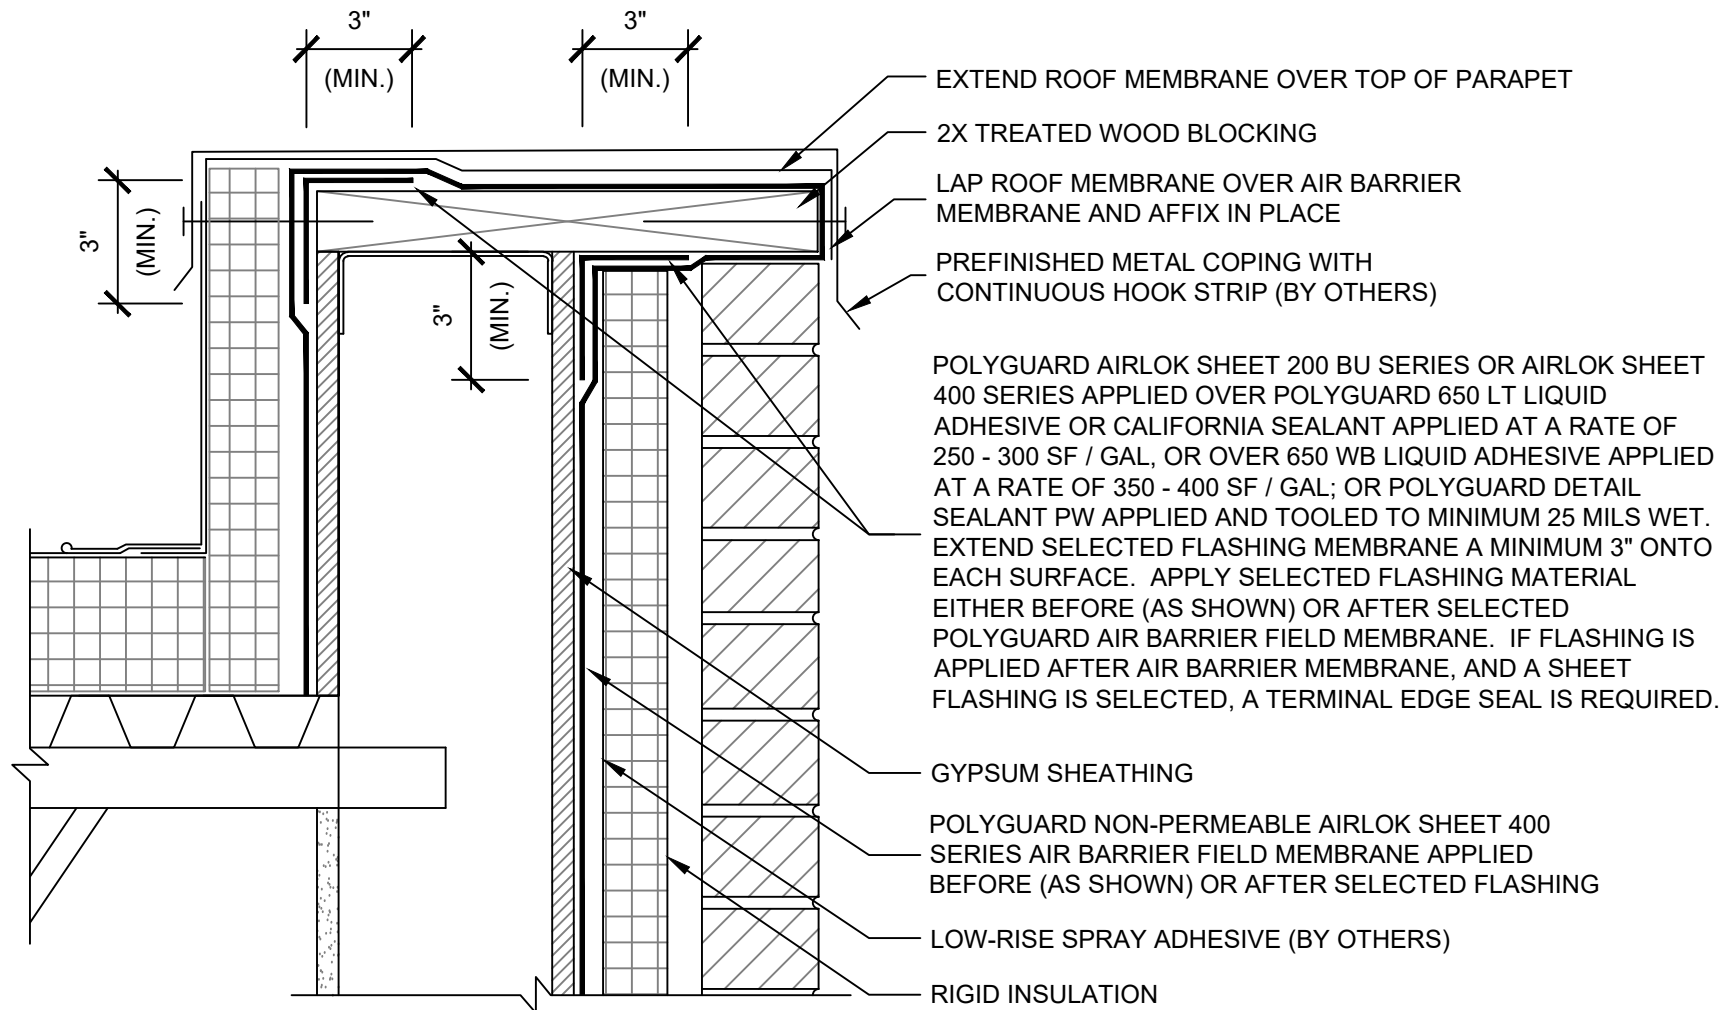 3"
(MIN.)
3"
(MIN.)
3"
(MIN.)
3"
(MIN.)
EXTEND ROOF MEMBRANE OVER TOP OF PARAPET
2X TREATED WOOD BLOCKING
LAP ROOF MEMBRANE OVER AIR BARRIER
MEMBRANE AND AFFIX IN PLACE
PREFINISHED METAL COPING WITH
CONTINUOUS HOOK STRIP (BY OTHERS)
POLYGUARD AIRLOK SHEET 200 BU SERIES OR AIRLOK SHEET
400 SERIES APPLIED OVER POLYGUARD 650 LT LIQUID
ADHESIVE OR CALIFORNIA SEALANT APPLIED AT A RATE OF
250 - 300 SF / GAL, OR OVER 650 WB LIQUID ADHESIVE APPLIED
AT A RATE OF 350 - 400 SF / GAL; OR POLYGUARD DETAIL
SEALANT PW APPLIED AND TOOLED TO MINIMUM 25 MILS WET.
EXTEND SELECTED FLASHING MEMBRANE A MINIMUM 3" ONTO
EACH SURFACE.  APPLY SELECTED FLASHING MATERIAL
EITHER BEFORE (AS SHOWN) OR AFTER SELECTED
POLYGUARD AIR BARRIER FIELD MEMBRANE.  IF FLASHING IS
APPLIED AFTER AIR BARRIER MEMBRANE, AND A SHEET
FLASHING IS SELECTED, A TERMINAL EDGE SEAL IS REQUIRED.
GYPSUM SHEATHING
POLYGUARD NON-PERMEABLE AIRLOK SHEET 400
SERIES AIR BARRIER FIELD MEMBRANE APPLIED
BEFORE (AS SHOWN) OR AFTER SELECTED FLASHING
LOW-RISE SPRAY ADHESIVE (BY OTHERS)
RIGID INSULATION